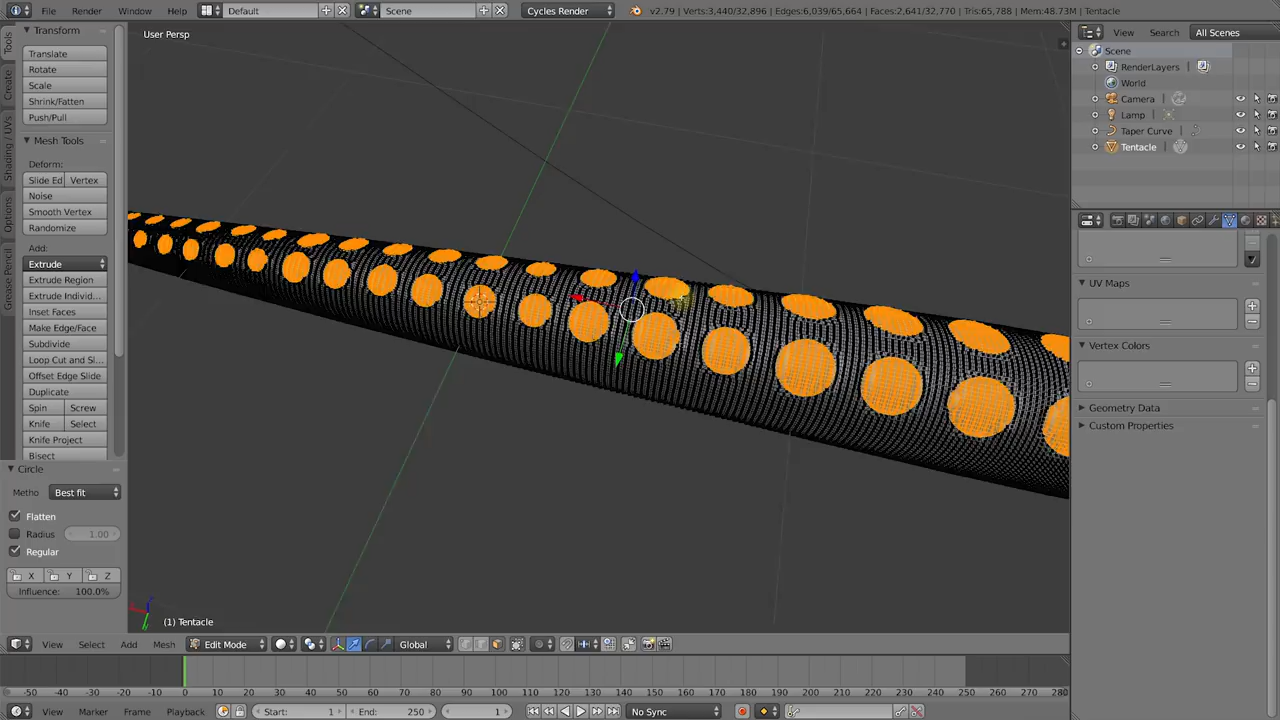 File Render Window Help Default Scene Cycles Render v2.79 | Verts:3,440/32,896 | Edges:6,039/65,664 | Faces:2,641/32,770 | Tris:65,788 | Mem:48.73M | Tentacle
Tools
Create
Shading / UVs
Options
Grease Pencil
Transform
Translate
Rotate
Scale
Shrink/Fatten
Push/Pull
Mesh Tools
Deform:
Slide Ed Vertex
Noise
Smooth Vertex
Randomize
Add:
Extrude
Extrude Region
Extrude Individ...
Inset Faces
Make Edge/Face
Subdivide
Loop Cut and Sl...
Offset Edge Slide
Duplicate
Spin Screw
Knife Select
Knife Project
Bisect
Circle
Metho Best fit
Flatten
Radius 1.00
Regular
X Y Z
Influence: 100.0%
User Persp
(1) Tentacle
View Search All Scenes
Scene
RenderLayers
World
Camera
Lamp
Taper Curve
Tentacle
UV Maps
Vertex Colors
Geometry Data
Custom Properties
View Select Add Mesh Edit Mode Global
-50 -40 -30 -20 -10 0 10 20 30 40 50 60 70 80 90 100 110 120 130 140 150 160 170 180 190 200 210 220 230 240 250 260 270 280
View Marker Frame Playback Start: 1 End: 250 1 No Sync